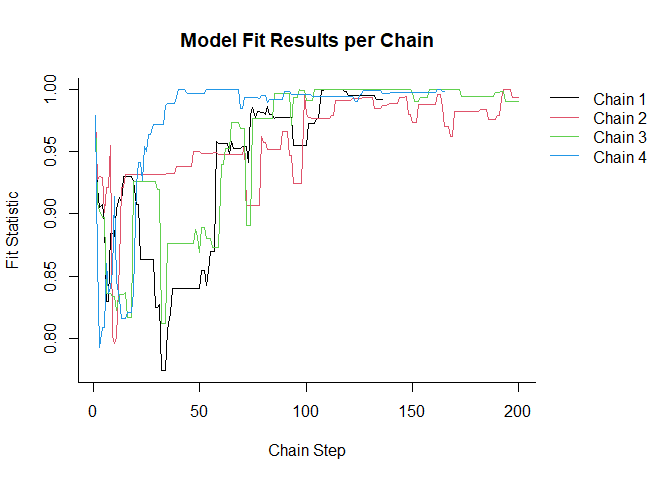 Model Fit Results per Chain
Fit Statistic
1.00
0.95
0.90
0.85
0.80
0
50
100
150
200
Chain Step
Chain 1
Chain 2
Chain 3
Chain 4